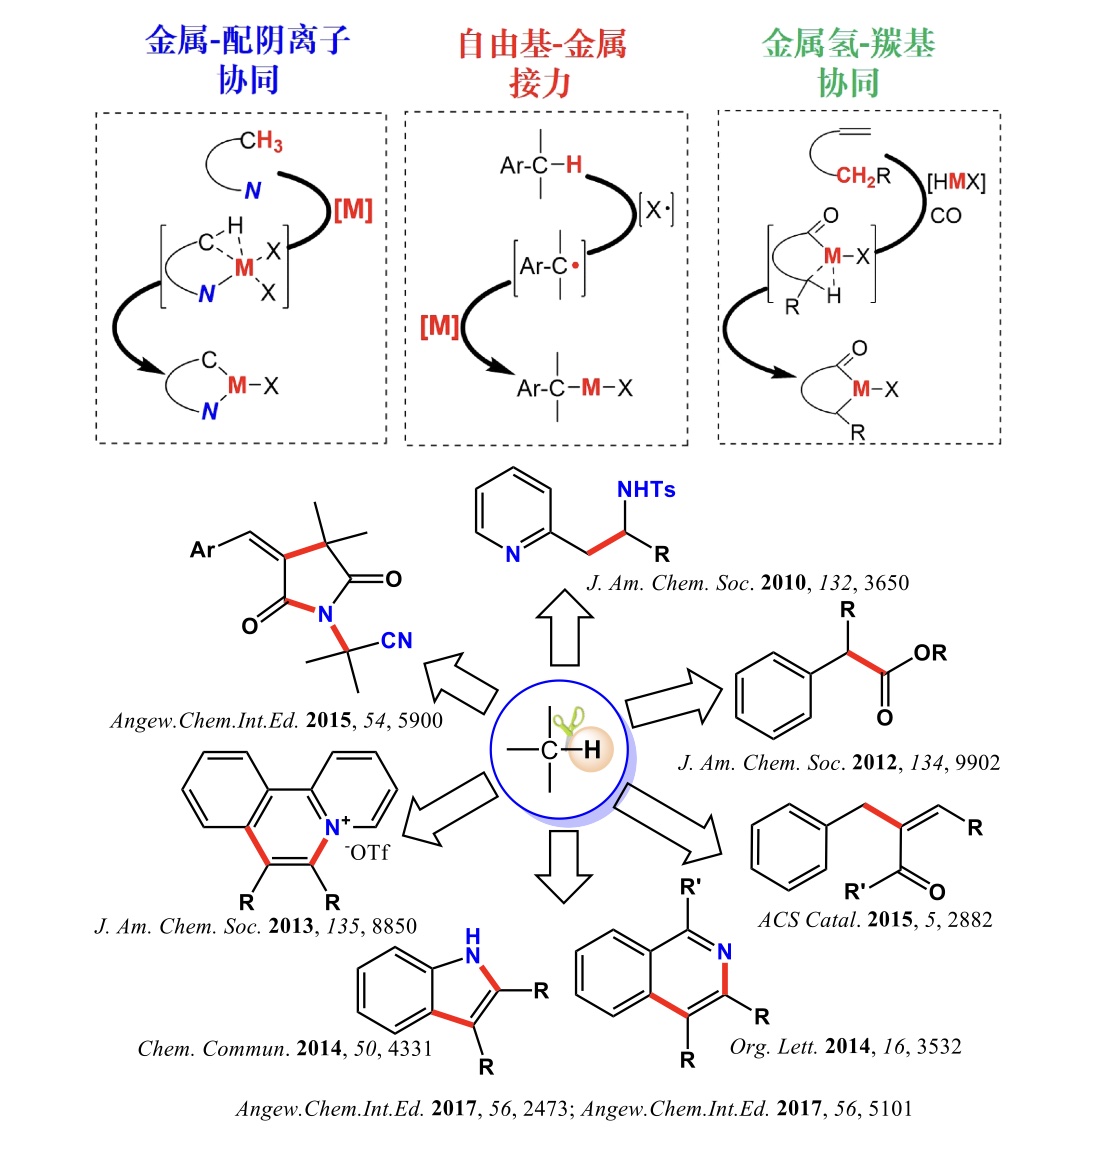 金属-配阴离子
协同
自由基-金属
接力
金属氢-羰基
协同
CH3
N
[M]
C H
M X
N X
C
M-X
N
Ar-C-H
[X·]
[Ar-C•]
[M]
Ar-C-M-X
CH2R
[HMX]
CO
O
M-X
R H
O
M-X
R
NHTs
N
R
J. Am. Chem. Soc. 2010, 132, 3650
Ar
O
O
N
CN
Angew.Chem.Int.Ed. 2015, 54, 5900
R
OR
O
J. Am. Chem. Soc. 2012, 134, 9902
C-H
N+
-OTf
R
R
J. Am. Chem. Soc. 2013, 135, 8850
R
R'
O
ACS Catal. 2015, 5, 2882
H
N
R
R
Chem. Commun. 2014, 50, 4331
R'
N
R
R
Org. Lett. 2014, 16, 3532
Angew.Chem.Int.Ed. 2017, 56, 2473; Angew.Chem.Int.Ed. 2017, 56, 5101